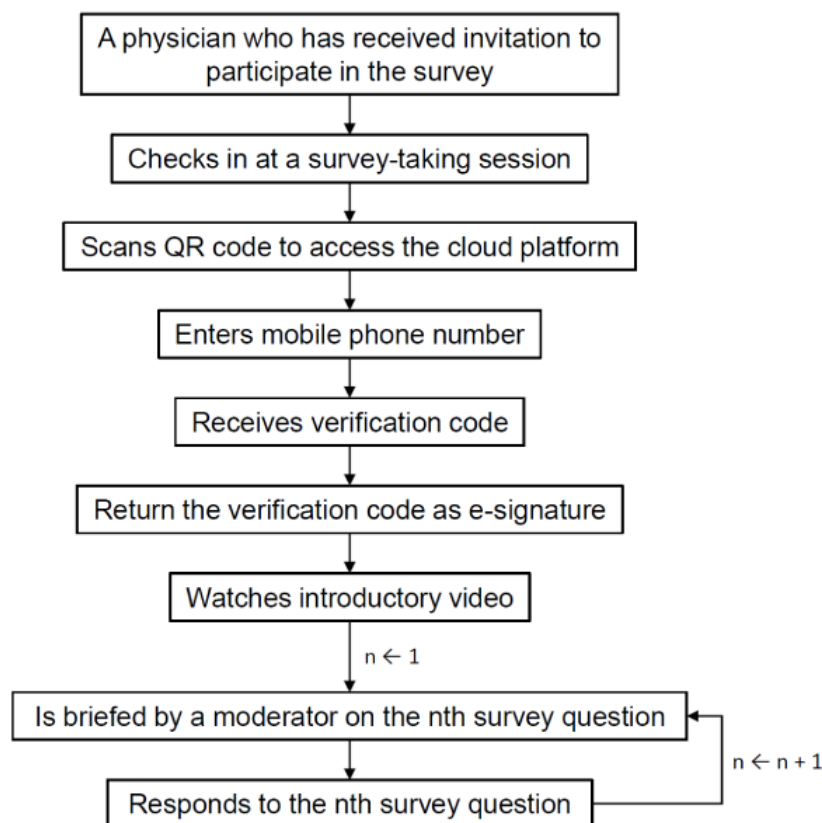 A physician who has received invitation to
participate in the survey
Checks in at a survey-taking session
Scans QR code to access the cloud platform
Enters mobile phone number
Receives verification code
Return the verification code as e-signature
Watches introductory video
n ← 1
Is briefed by a moderator on the nth survey question
n ← n + 1
Responds to the nth survey question